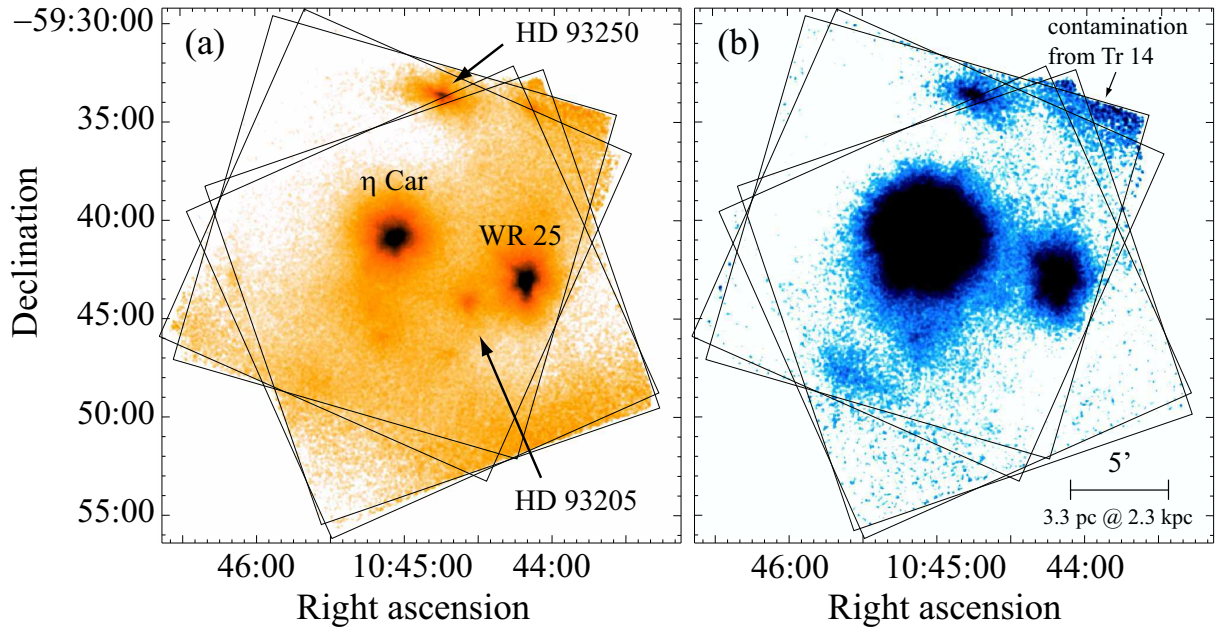 −59:30:00
35:00
40:00
45:00
50:00
55:00
Declination
(a)
HD 93250
η Car
WR 25
HD 93205
46:00
10:45:00
44:00
Right ascension
(b)
contamination
from Tr 14
5’
3.3 pc @ 2.3 kpc
46:00
10:45:00
44:00
Right ascension